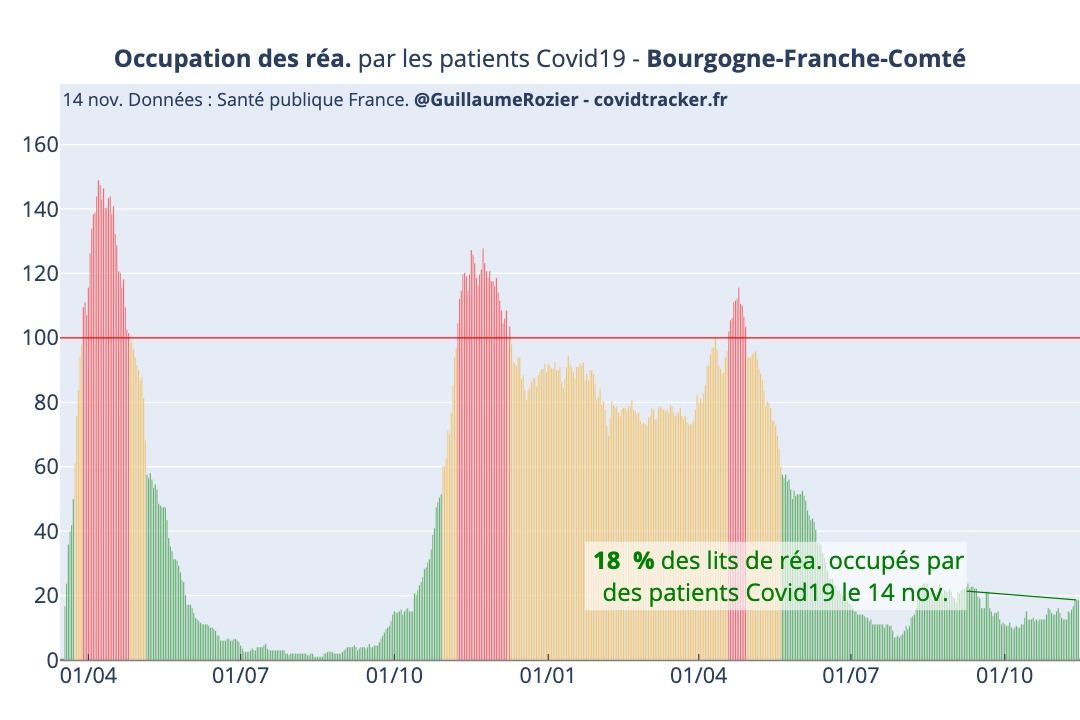 Occupation des réa. par les patients Covid19 - Bourgogne-Franche-Comté
14 nov. Données : Santé publique France. @GuillaumeRozier - covidtracker.fr
160
140
120
100
80
60
40
20
0
18 % des lits de réa. occupés par
des patients Covid19 le 14 nov.
01/04 01/07 01/10 01/01 01/04 01/07 01/10